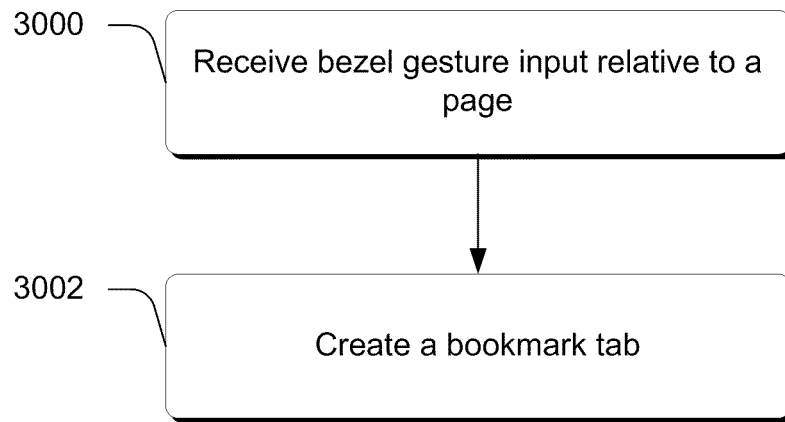 3000
Receive bezel gesture input relative to a
page
3002
Create a bookmark tab